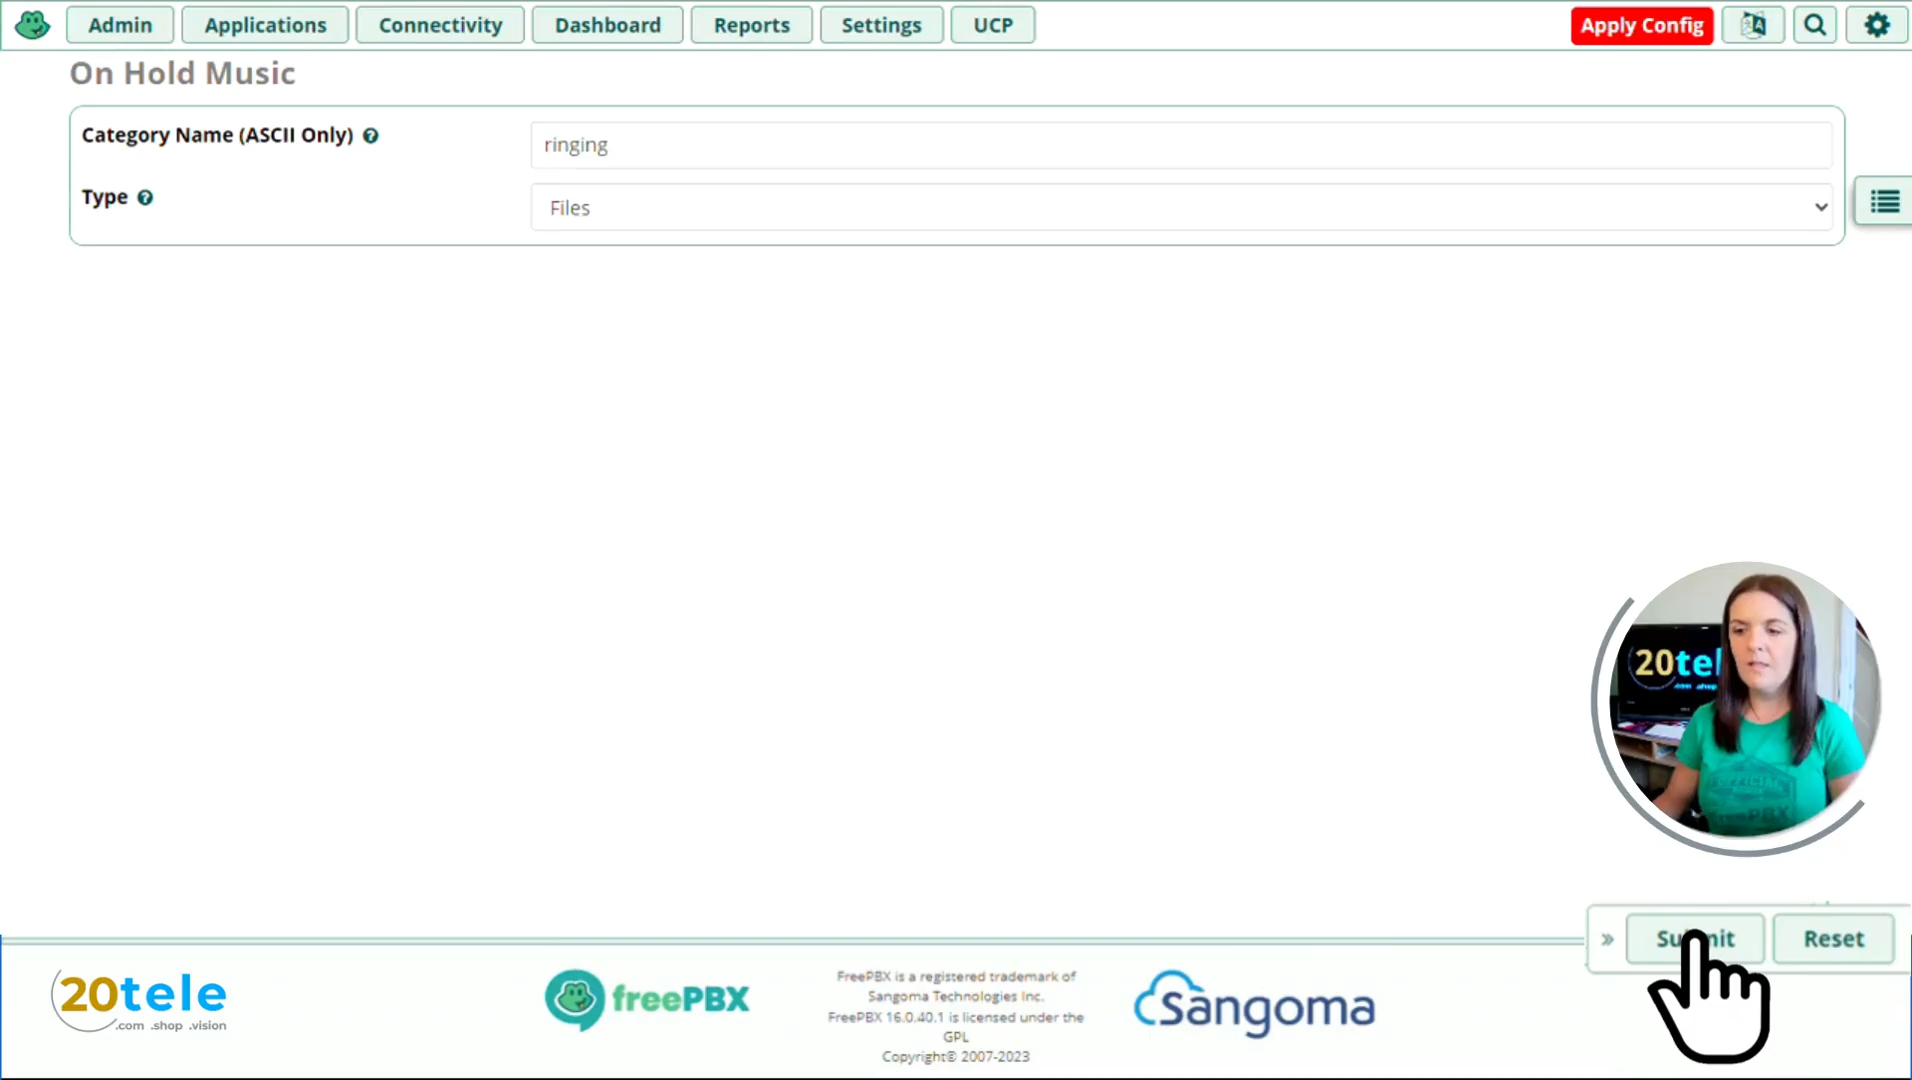 Admin
Applications
Connectivity
Dashboard
Reports
Settings
UCP
Apply Config
On Hold Music
Category Name (ASCII Only)
ringing
Type
Files
20tel
Submit
Reset
20tele
.com .shop .vision
freePBX
FreePBX is a registered trademark of
Sangoma Technologies Inc.
FreePBX 16.0.40.1 is licensed under the
GPL
Copyright© 2007-2023
Sangoma